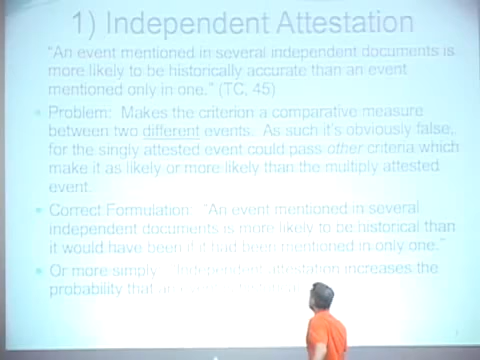 1) Independent Attestation
"An event mentioned in several independent documents is
more likely to be historically accurate than an event
mentioned only in one." (TC, 45)
Problem: Makes the criterion a comparative measure
between two different events. As such it's obviously false,
for the singly attested event could pass other criteria which
make it as likely or more likely than the multiply attested
event.
Correct Formulation: "An event mentioned in several
independent documents is more likely to be historical than
it would have been if it had been mentioned in only one."
Or more simply: Independent attestation increases the
probability that an